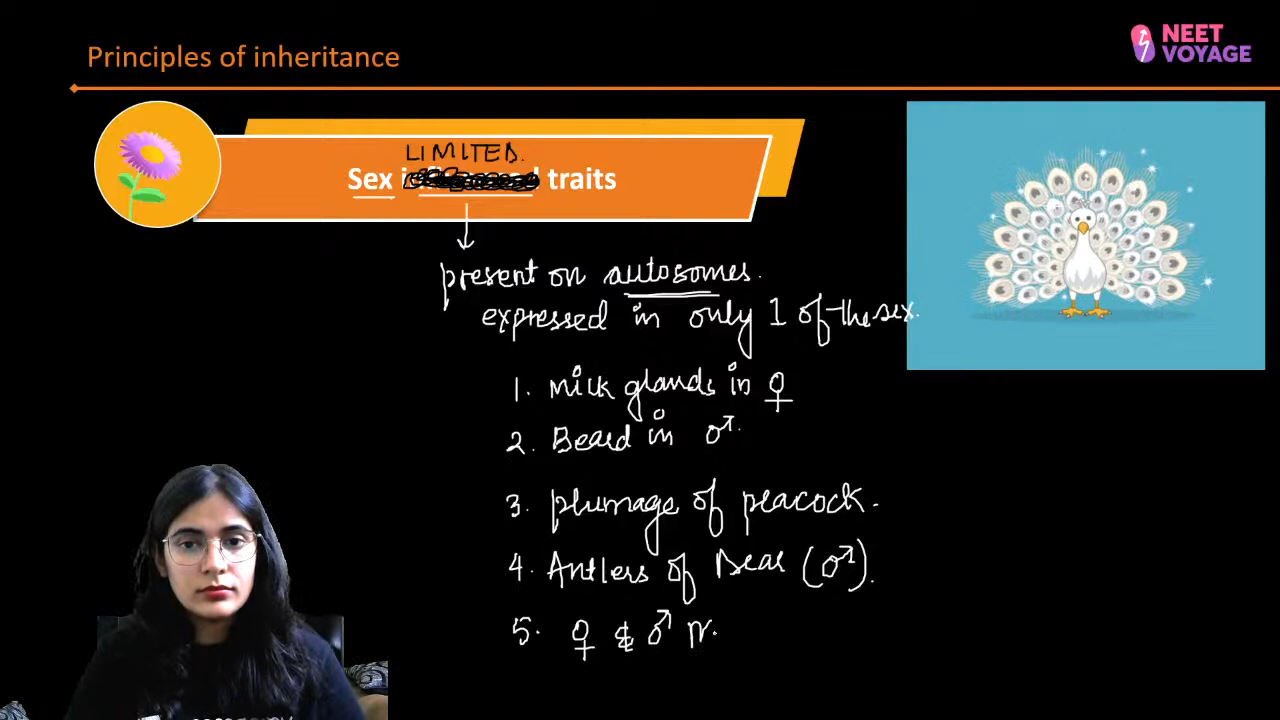 Principles of inheritance
NEET
VOYAGE
LIMITED.
Sex traits
present on autosomes.
expressed in only 1 of the sex.
1. Milk glands in ♀
2. Beard in ♂.
3. plumage of peacock.
4. Antlers of Dear (♂).
5. ♀ & ♂